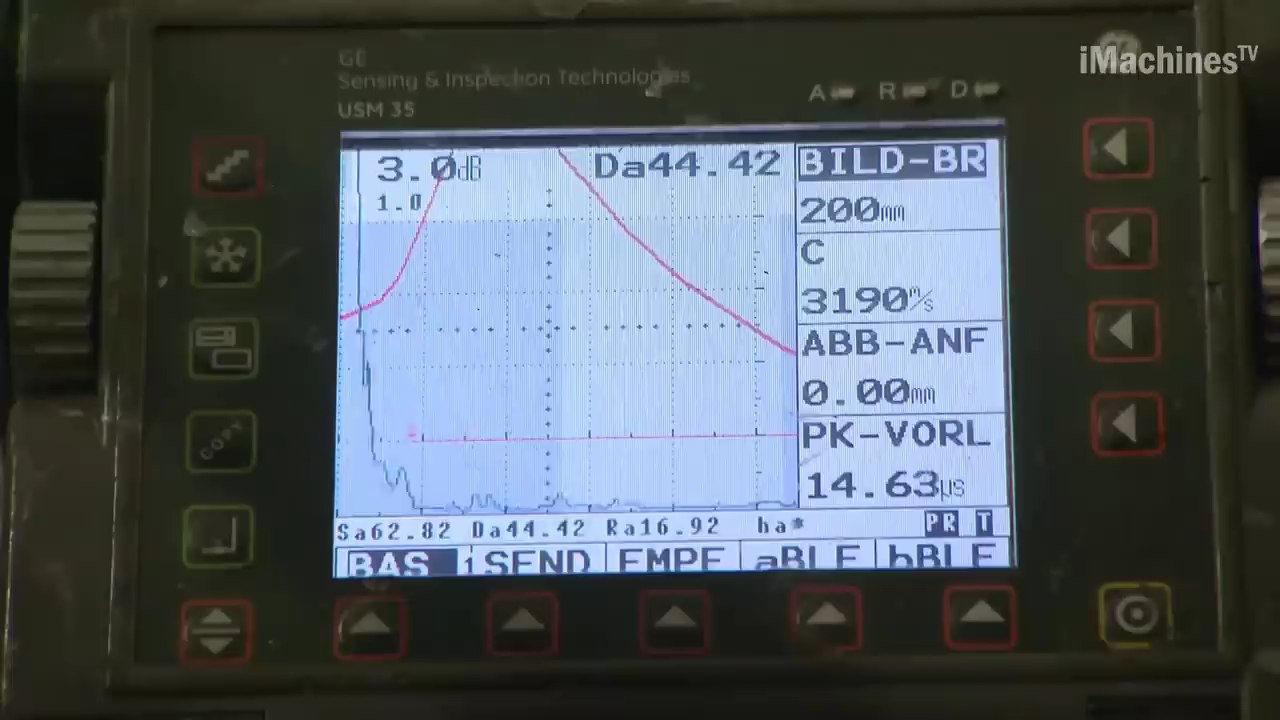 iMachinesTV
GE
Sensing & Inspection Technologies
USM 35
A R D
3.0dB
1.0
Da44.42
BILD-BR
200mm
C
3190m/s
ABB-ANF
0.00mm
PK-VORL
14.63µs
COPY
Sa62.82 Da44.42 Ra16.92 ha*
PR T
BAS 1SEND EMPF aBLE bBLE